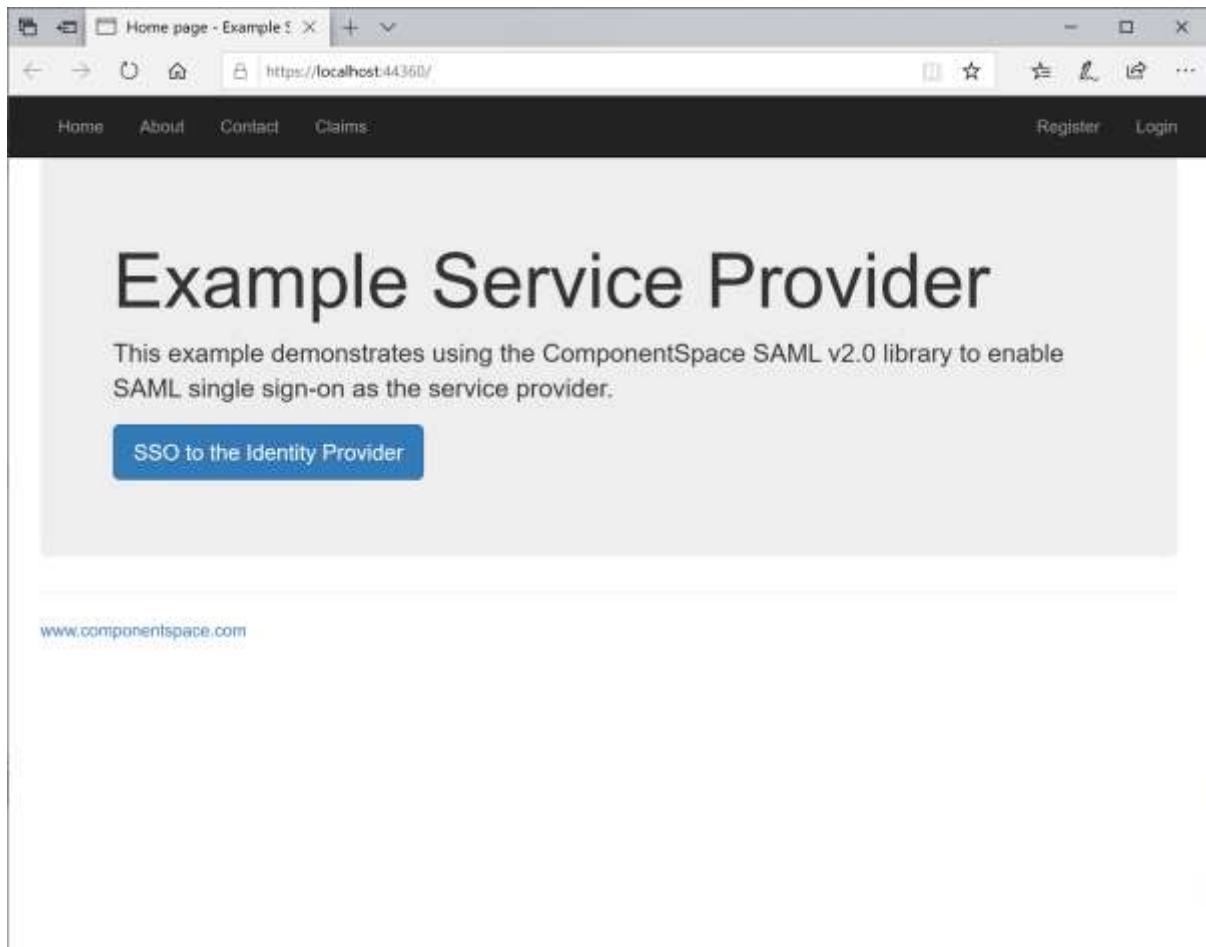 Home page - Example S
https://localhost:44360/
Home About Contact Claims Register Login
Example Service Provider
This example demonstrates using the ComponentSpace SAML v2.0 library to enable
SAML single sign-on as the service provider.
SSO to the Identity Provider
www.componentspace.com